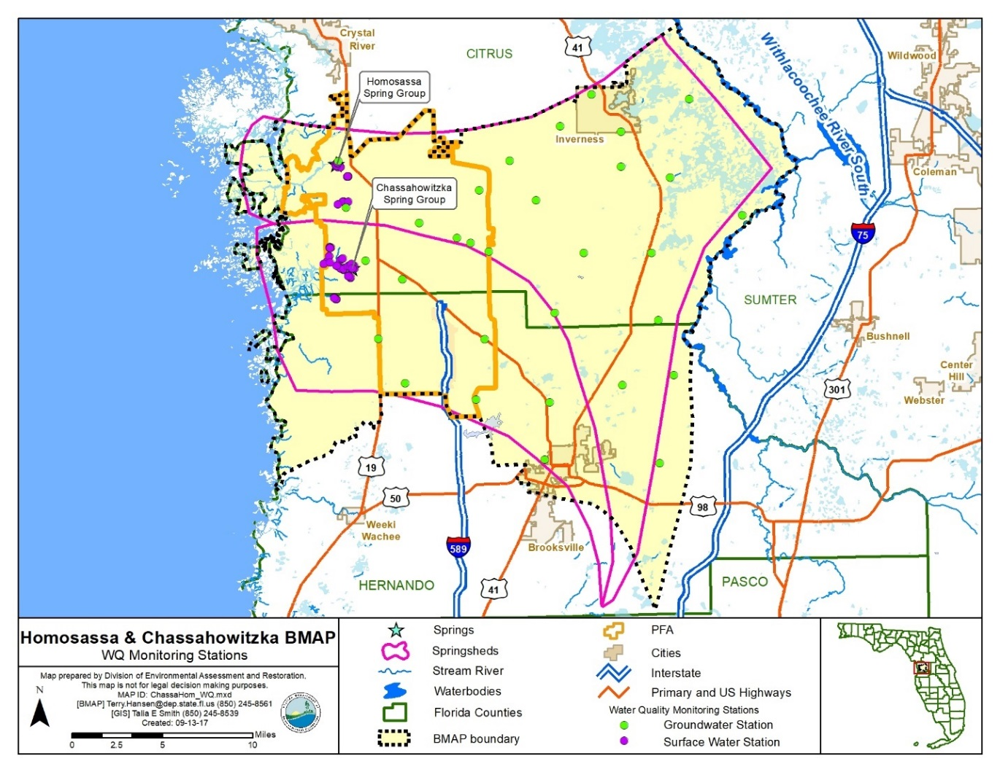 Crystal
River
CITRUS
41
Wildwood
Homosassa
Spring Group
Withlacoochee River South
Inverness
Coleman
Chassahowitzka
Spring Group
75
SUMTER
Bushnell
Center
Hill
301
Webster
19
50
98
Weeki
Wachee
589
Brooksville
HERNANDO
41
PASCO
Homosassa & Chassahowitzka BMAP
WQ Monitoring Stations
Map prepared by Division of Environmental Assessment and Restoration.
This map is not for legal decision making purposes.
MAP ID: ChassaHom_WQ.mxd
[BMAP] Terry.Hansen@dep.state.fl.us (850) 245-8561
[GIS] Talia E Smith (850) 245-8539
Created: 09-13-17
N
Miles
0 2.5 5 10
Springs
Springsheds
Stream River
Waterbodies
Florida Counties
BMAP boundary
PFA
Cities
Interstate
Primary and US Highways
Water Quality Monitoring Stations
Groundwater Station
Surface Water Station